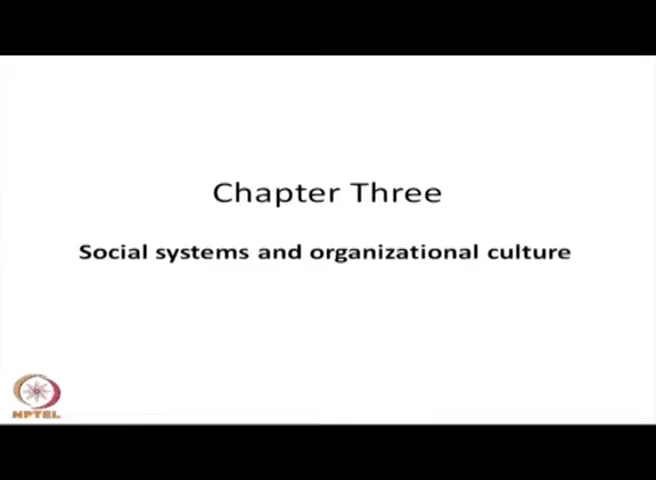 Chapter Three
Social systems and organizational culture
NPTEL